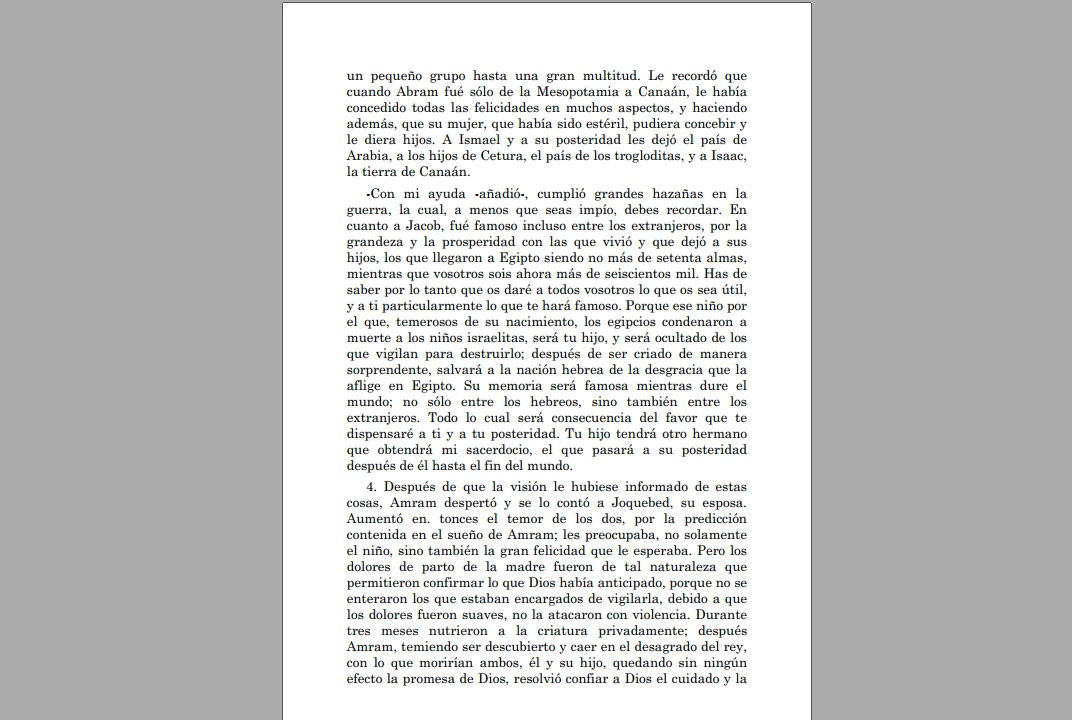 un pequeño grupo hasta una gran multitud. Le recordó que
cuando Abram fué sólo de la Mesopotamia a Canaán, le había
concedido todas las felicidades en muchos aspectos, y haciendo
además, que su mujer, que había sido estéril, pudiera concebir y
le diera hijos. A Ismael y a su posteridad les dejó el país de
Arabia, a los hijos de Cetura, el país de los trogloditas, y a Isaac,
la tierra de Canaán.
-Con mi ayuda -añadió-, cumplió grandes hazañas en la
guerra, la cual, a menos que seas impío, debes recordar. En
cuanto a Jacob, fué famoso incluso entre los extranjeros, por la
grandeza y la prosperidad con las que vivió y que dejó a sus
hijos, los que llegaron a Egipto siendo no más de setenta almas,
mientras que vosotros sois ahora más de seiscientos mil. Has de
saber por lo tanto que os daré a todos vosotros lo que os sea útil,
y a ti particularmente lo que te hará famoso. Porque ese niño por
el que, temerosos de su nacimiento, los egipcios condenaron a
muerte a los niños israelitas, será tu hijo, y será ocultado de los
que vigilan para destruirlo; después de ser criado de manera
sorprendente, salvará a la nación hebrea de la desgracia que la
aflige en Egipto. Su memoria será famosa mientras dure el
mundo; no sólo entre los hebreos, sino también entre los
extranjeros. Todo lo cual será consecuencia del favor que te
dispensaré a ti y a tu posteridad. Tu hijo tendrá otro hermano
que obtendrá mi sacerdocio, el que pasará a su posteridad
después de él hasta el fin del mundo.
4. Después de que la visión le hubiese informado de estas
cosas, Amram despertó y se lo contó a Joquebed, su esposa.
Aumentó en. tonces el temor de los dos, por la predicción
contenida en el sueño de Amram; les preocupaba, no solamente
el niño, sino también la gran felicidad que le esperaba. Pero los
dolores de parto de la madre fueron de tal naturaleza que
permitieron confirmar lo que Dios había anticipado, porque no se
enteraron los que estaban encargados de vigilarla, debido a que
los dolores fueron suaves, no la atacaron con violencia. Durante
tres meses nutrieron a la criatura privadamente; después
Amram, temiendo ser descubierto y caer en el desagrado del rey,
con lo que morirían ambos, él y su hijo, quedando sin ningún
efecto la promesa de Dios, resolvió confiar a Dios el cuidado y la